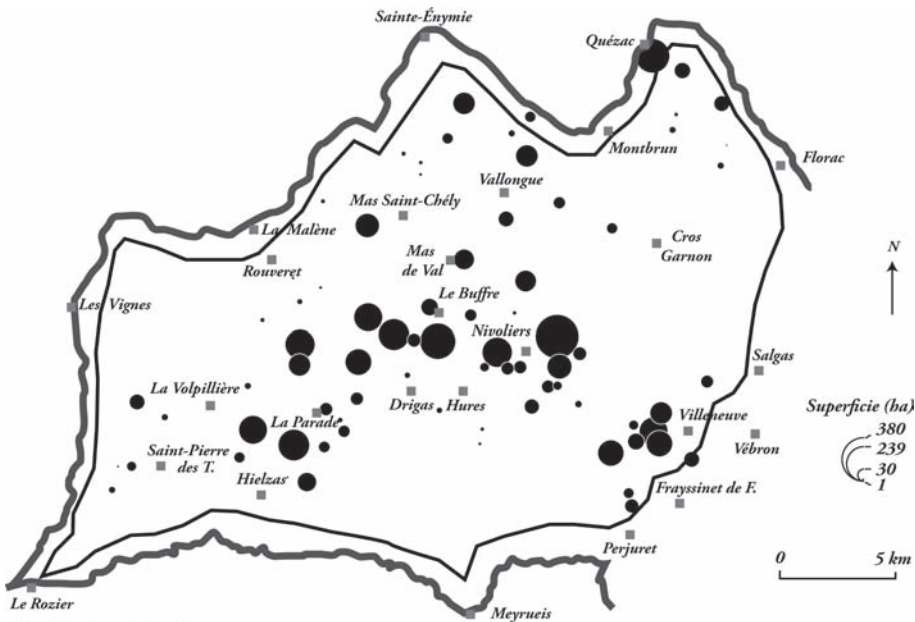 Sainte-Énymie
Quézac
Montbrun
Florac
Vallongue
Mas Saint-Chély
La Malène
Cros
Garnon
Mas
de Val
Rouveret
N
Le Buffre
Les Vignes
Nivoliers
Salgas
La Volpillière
Drigas
Hures
La Parade
Villeneuve
Vébron
Superficie (ha)
380
239
30
1
Saint-Pierre
des T.
Hielzas
Frayssinet de F.
Perjuret
0 5 km
Le Rozier
Meyrueis